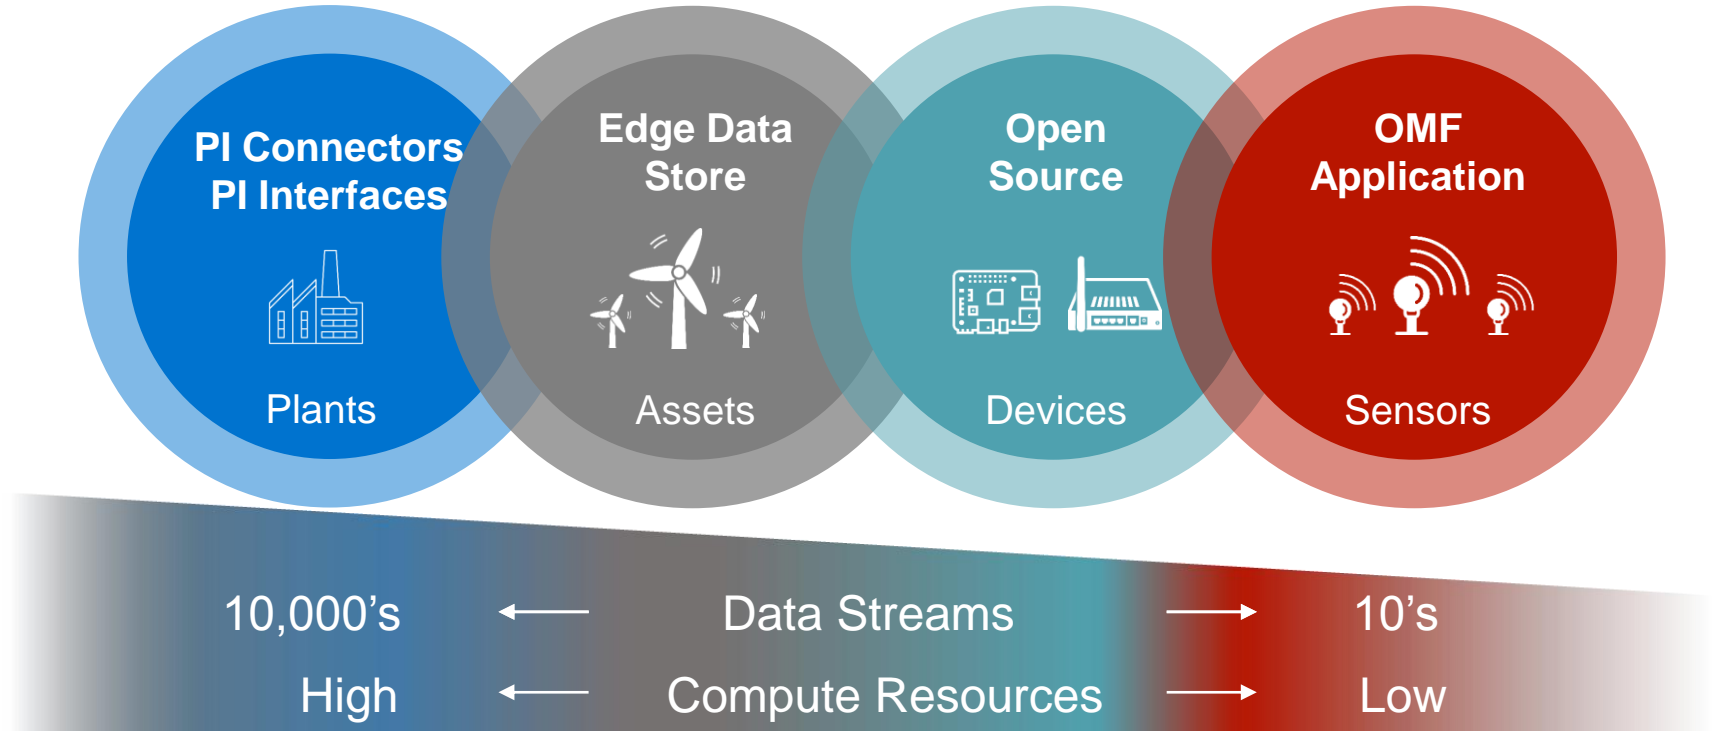 PI Connectors
PI Interfaces
Plants
Edge Data
Store
Assets
Open
Source
Devices
OMF
Application
Sensors
10,000’s
Data Streams
10’s
High
Compute Resources
Low